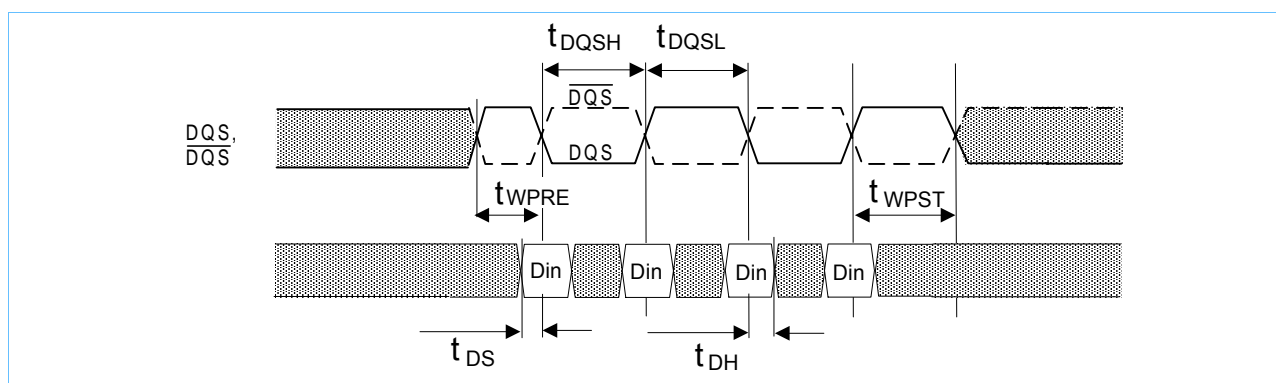 tDQSH tDQSL
DQS
DQS,
DQS
DQS
tWPRE
tWPST
Din Din Din Din
tDS
tDH